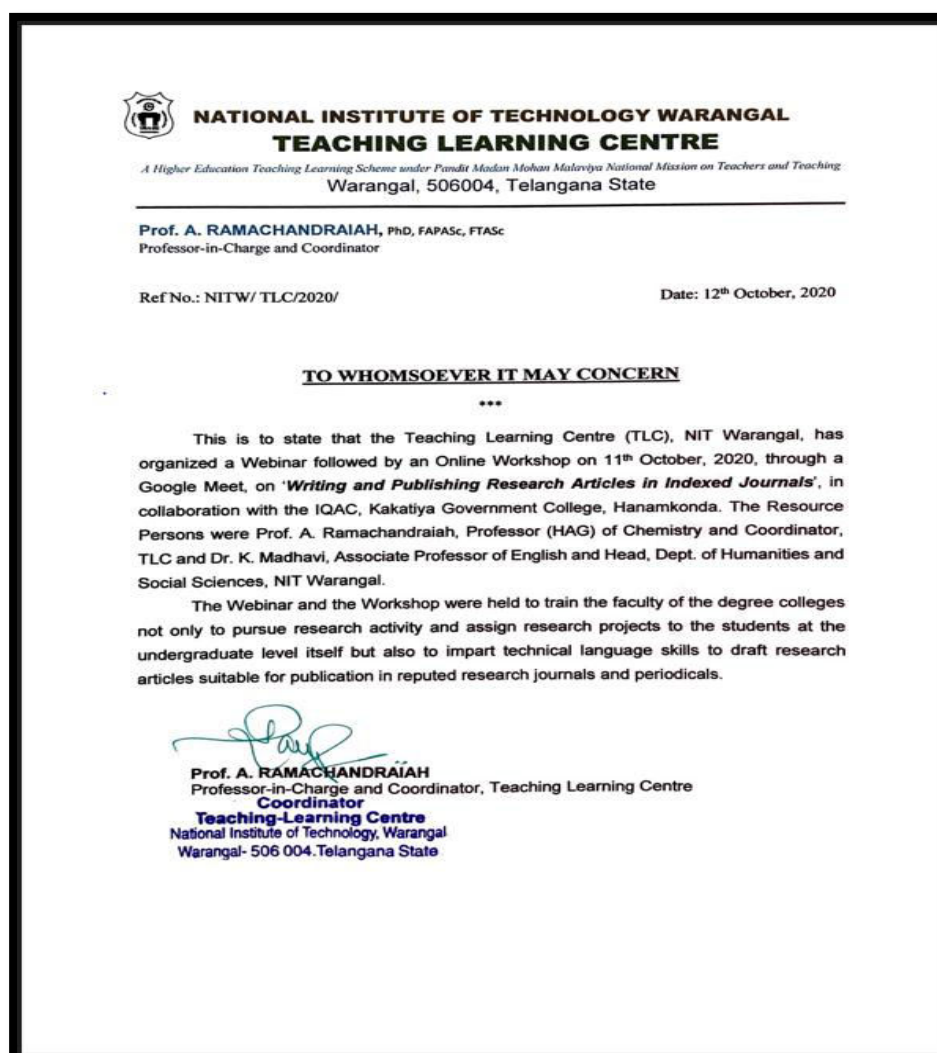 NATIONAL INSTITUTE OF TECHNOLOGY WARANGAL
TEACHING LEARNING CENTRE
A Higher Education Teaching Learning Scheme under Pandit Madan Mohan Malaviya National Mission on Teachers and Teaching
Warangal, 506004, Telangana State
Prof. A. RAMACHANDRAIAH, PhD, FAPASc, FTASc
Professor-in-Charge and Coordinator
Ref No.: NITW/ TLC/2020/ Date: 12th October, 2020
TO WHOMSOEVER IT MAY CONCERN
***
This is to state that the Teaching Learning Centre (TLC), NIT Warangal, has
organized a Webinar followed by an Online Workshop on 11th October, 2020, through a
Google Meet, on ‘Writing and Publishing Research Articles in Indexed Journals’, in
collaboration with the IQAC, Kakatiya Government College, Hanamkonda. The Resource
Persons were Prof. A. Ramachandraiah, Professor (HAG) of Chemistry and Coordinator,
TLC and Dr. K. Madhavi, Associate Professor of English and Head, Dept. of Humanities and
Social Sciences, NIT Warangal.
The Webinar and the Workshop were held to train the faculty of the degree colleges
not only to pursue research activity and assign research projects to the students at the
undergraduate level itself but also to impart technical language skills to draft research
articles suitable for publication in reputed research journals and periodicals.
Prof. A. RAMACHANDRAIAH
Professor-in-Charge and Coordinator, Teaching Learning Centre
Coordinator
Teaching-Learning Centre
National Institute of Technology, Warangal
Warangal- 506 004.Telangana State